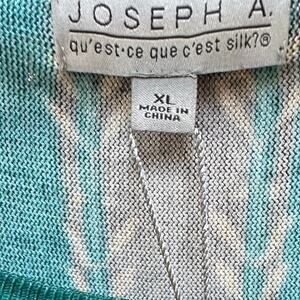 JOSEPH A.
qu'est·ce que c'est silk?®
XL
MADE IN
CHINA